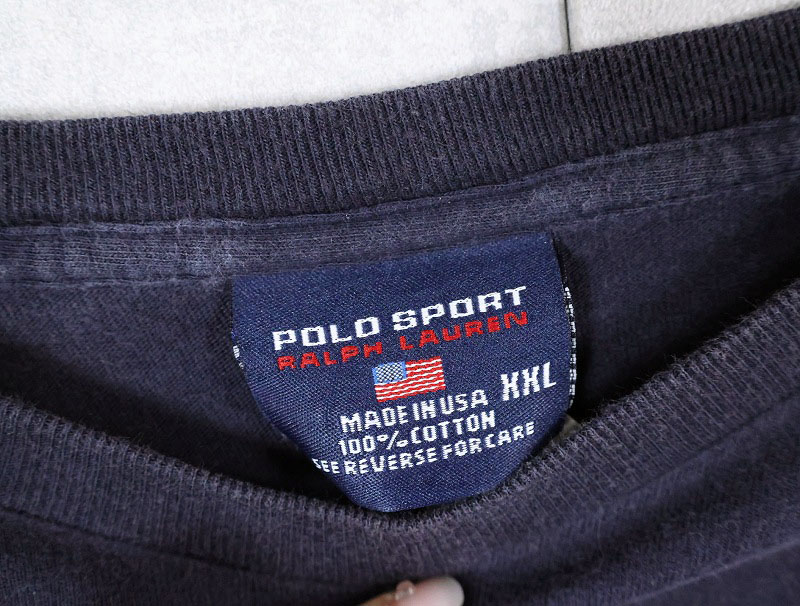 POLO SPORT
RALPH LAUREN
XXL
MADE IN USA
100% COTTON
SEE REVERSE FOR CARE